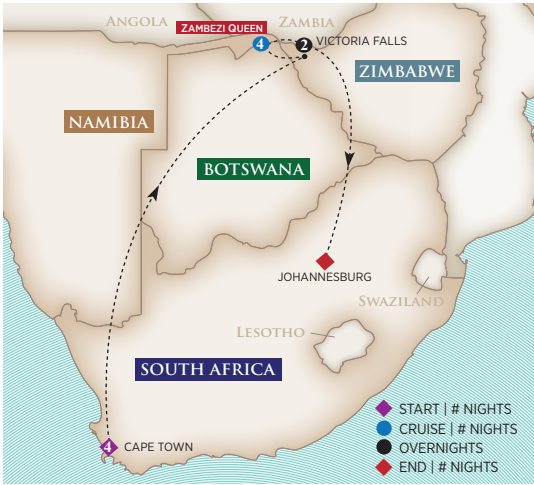 ANGOLA
ZAMBIA
ZAMBEZI QUEEN
4
2
VICTORIA FALLS
ZIMBABWE
NAMIBIA
BOTSWANA
JOHANNESBURG
SWAZILAND
LESOTHO
SOUTH AFRICA
4
CAPE TOWN
START | # NIGHTS
CRUISE | # NIGHTS
OVERNIGHTS
END | # NIGHTS